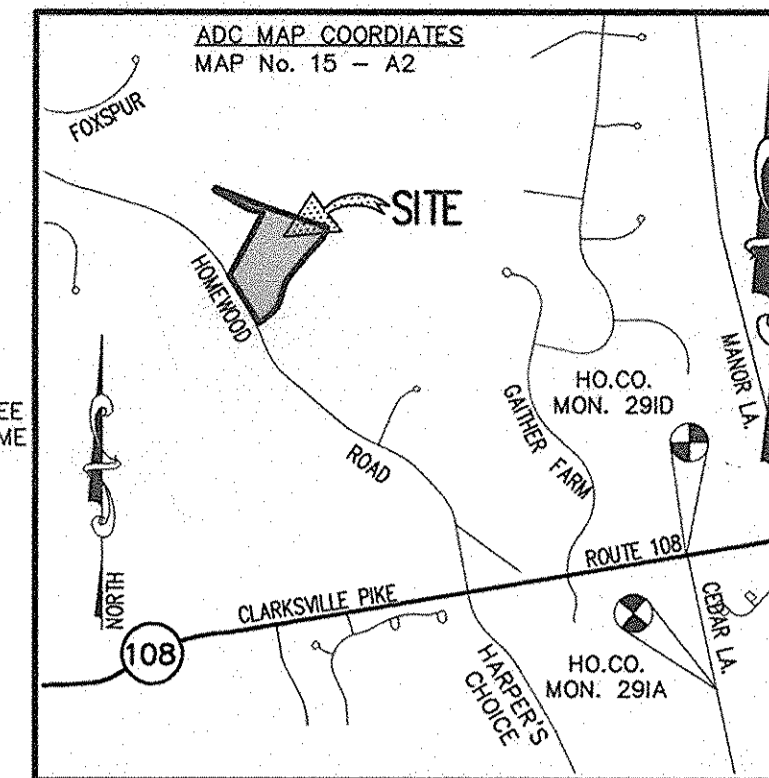 ADC MAP COORDIATES
MAP No. 15 - A2
FOXSPUR
SITE
HOMEWOOD
MANOR LA.
HO.CO.
MON. 29ID
GAITHER FARM
EE
ME
ROAD
ROUTE 108
NORTH
CLARKSVILLE PIKE
108
CEDAR LA.
HARPER'S
CHOICE
HO.CO.
MON. 29IA